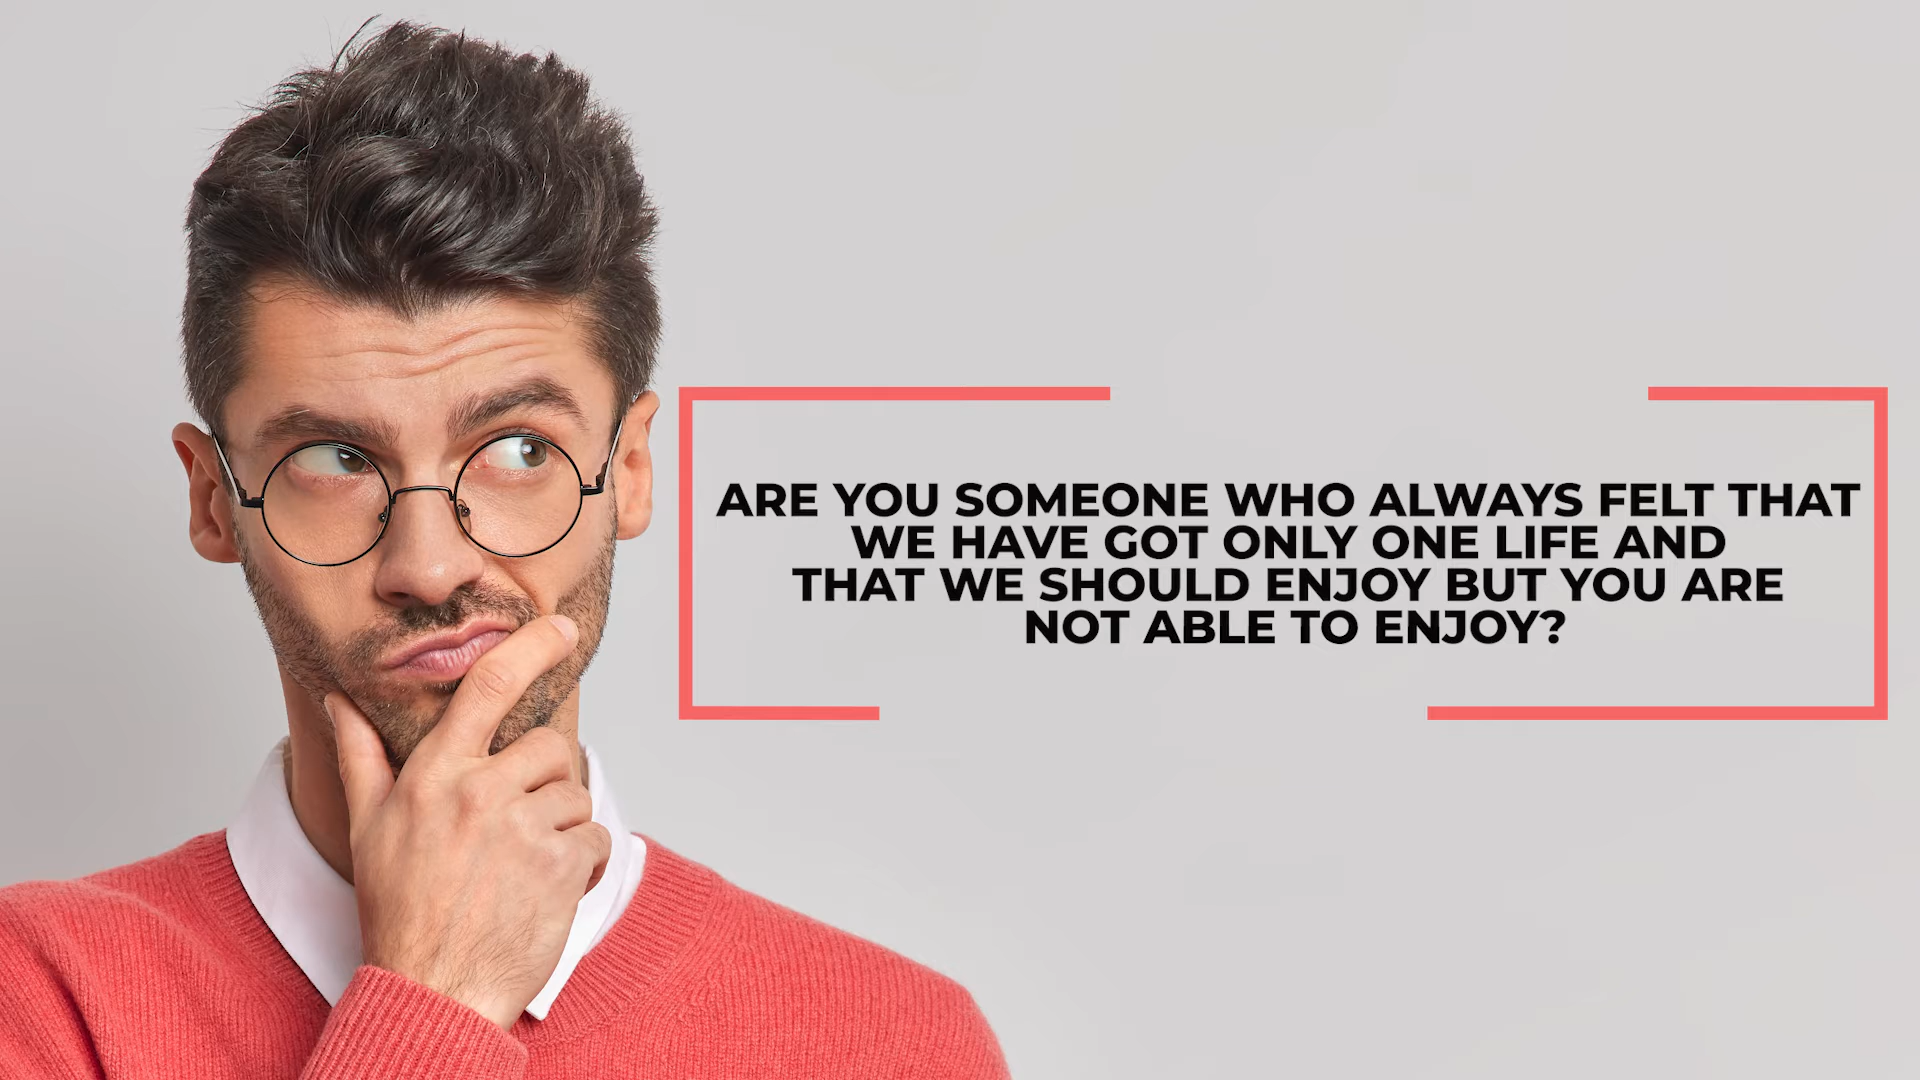 ARE YOU SOMEONE WHO ALWAYS FELT THAT
WE HAVE GOT ONLY ONE LIFE AND
THAT WE SHOULD ENJOY BUT YOU ARE
NOT ABLE TO ENJOY?